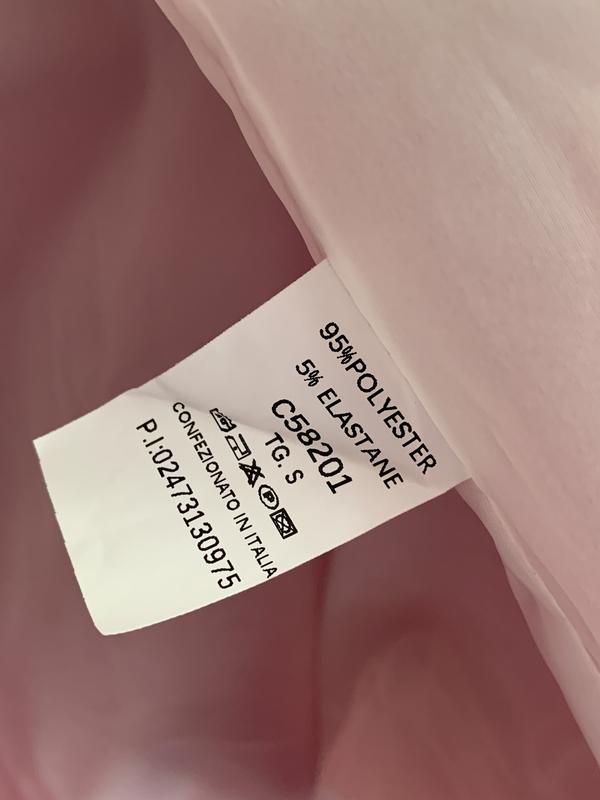 95%POLYESTER
5% ELASTANE
C58201
TG. S
P
CONFEZIONATO IN ITALIA
P.I:02473130975